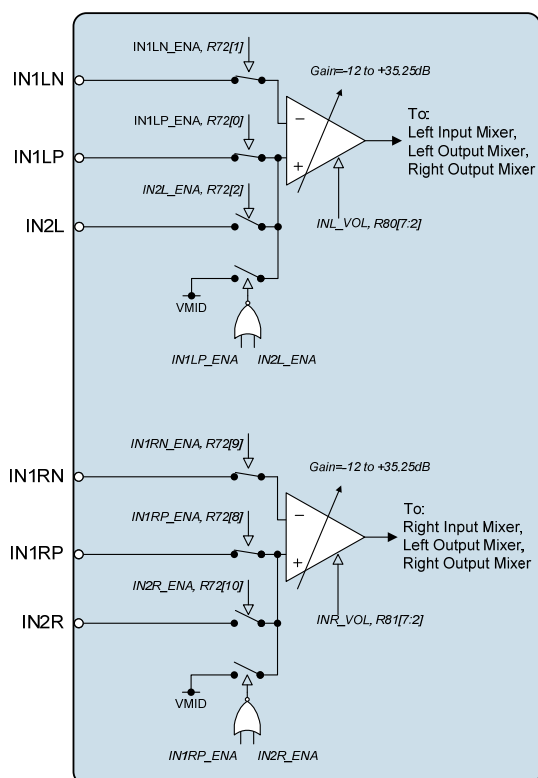 IN1LN_ENA, R72[1]
Gain=-12 to +35.25dB
IN1LN
IN1LP_ENA, R72[0]
To:
Left Input Mixer,
Left Output Mixer,
Right Output Mixer
IN1LP
IN2L_ENA, R72[2]
IN2L
INL_VOL, R80[7:2]
VMID
IN1LP_ENA IN2L_ENA
IN1RN_ENA, R72[9]
Gain=-12 to +35.25dB
IN1RN
IN1RP_ENA, R72[8]
To:
Right Input Mixer,
Left Output Mixer,
Right Output Mixer
IN1RP
IN2R_ENA, R72[10]
IN2R
INR_VOL, R81[7:2]
VMID
IN1RP_ENA IN2R_ENA